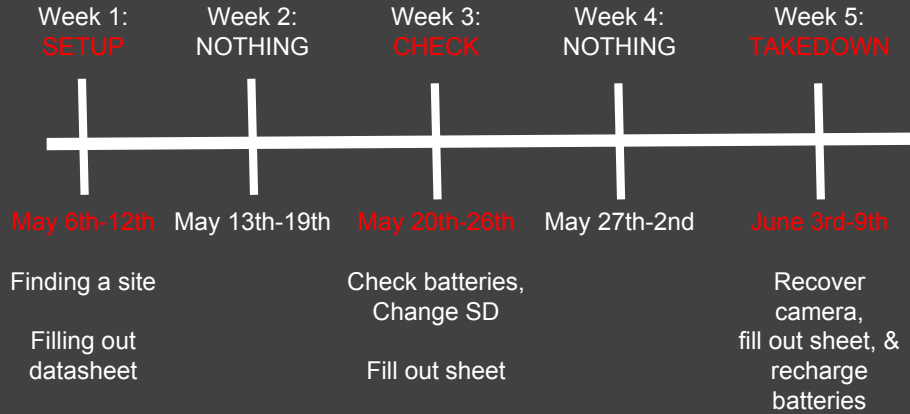 Week 1:
SETUP
Week 2:
NOTHING
Week 3:
CHECK
Week 4:
NOTHING
Week 5:
TAKEDOWN
May 6th-12th
May 13th-19th
May 20th-26th
May 27th-2nd
June 3rd-9th
Finding a site
Filling out
datasheet
Check batteries,
Change SD
Fill out sheet
Recover
camera,
fill out sheet, &
recharge
batteries